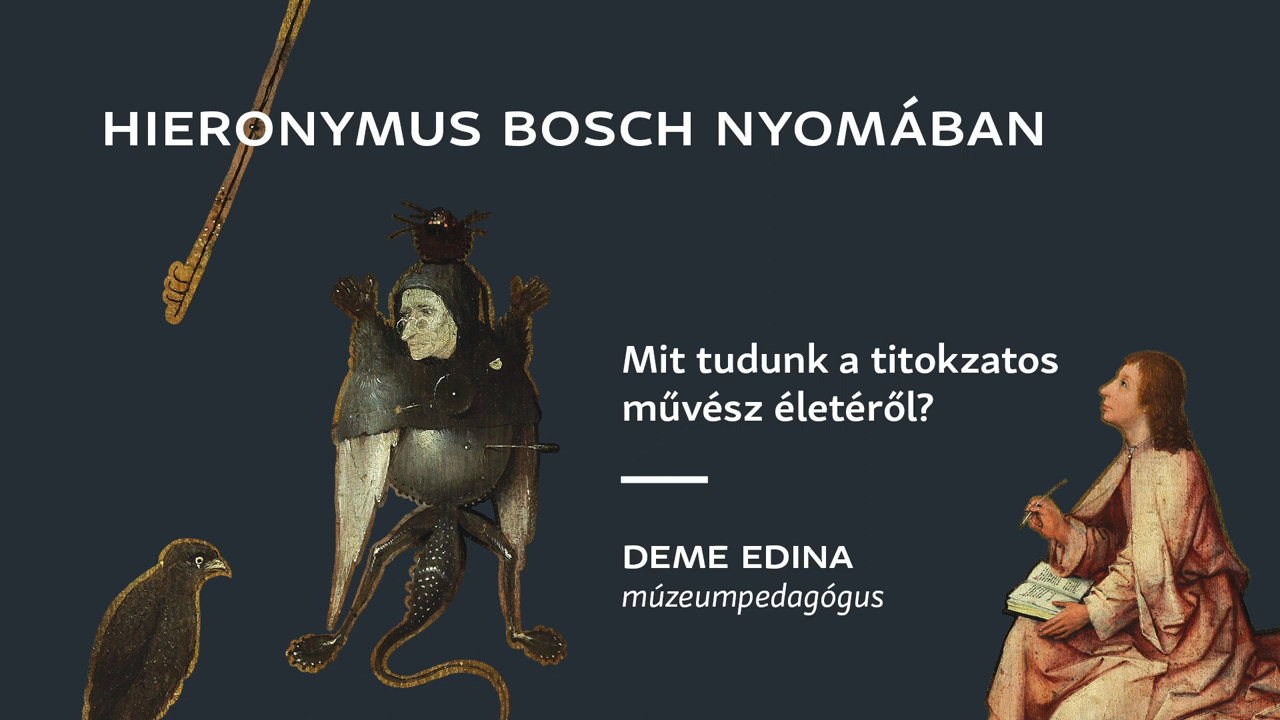 HIERONYMUS BOSCH NYOMÁBAN
Mit tudunk a titokzatos
művész életéről?
DEME EDINA
múzeumpedagógus